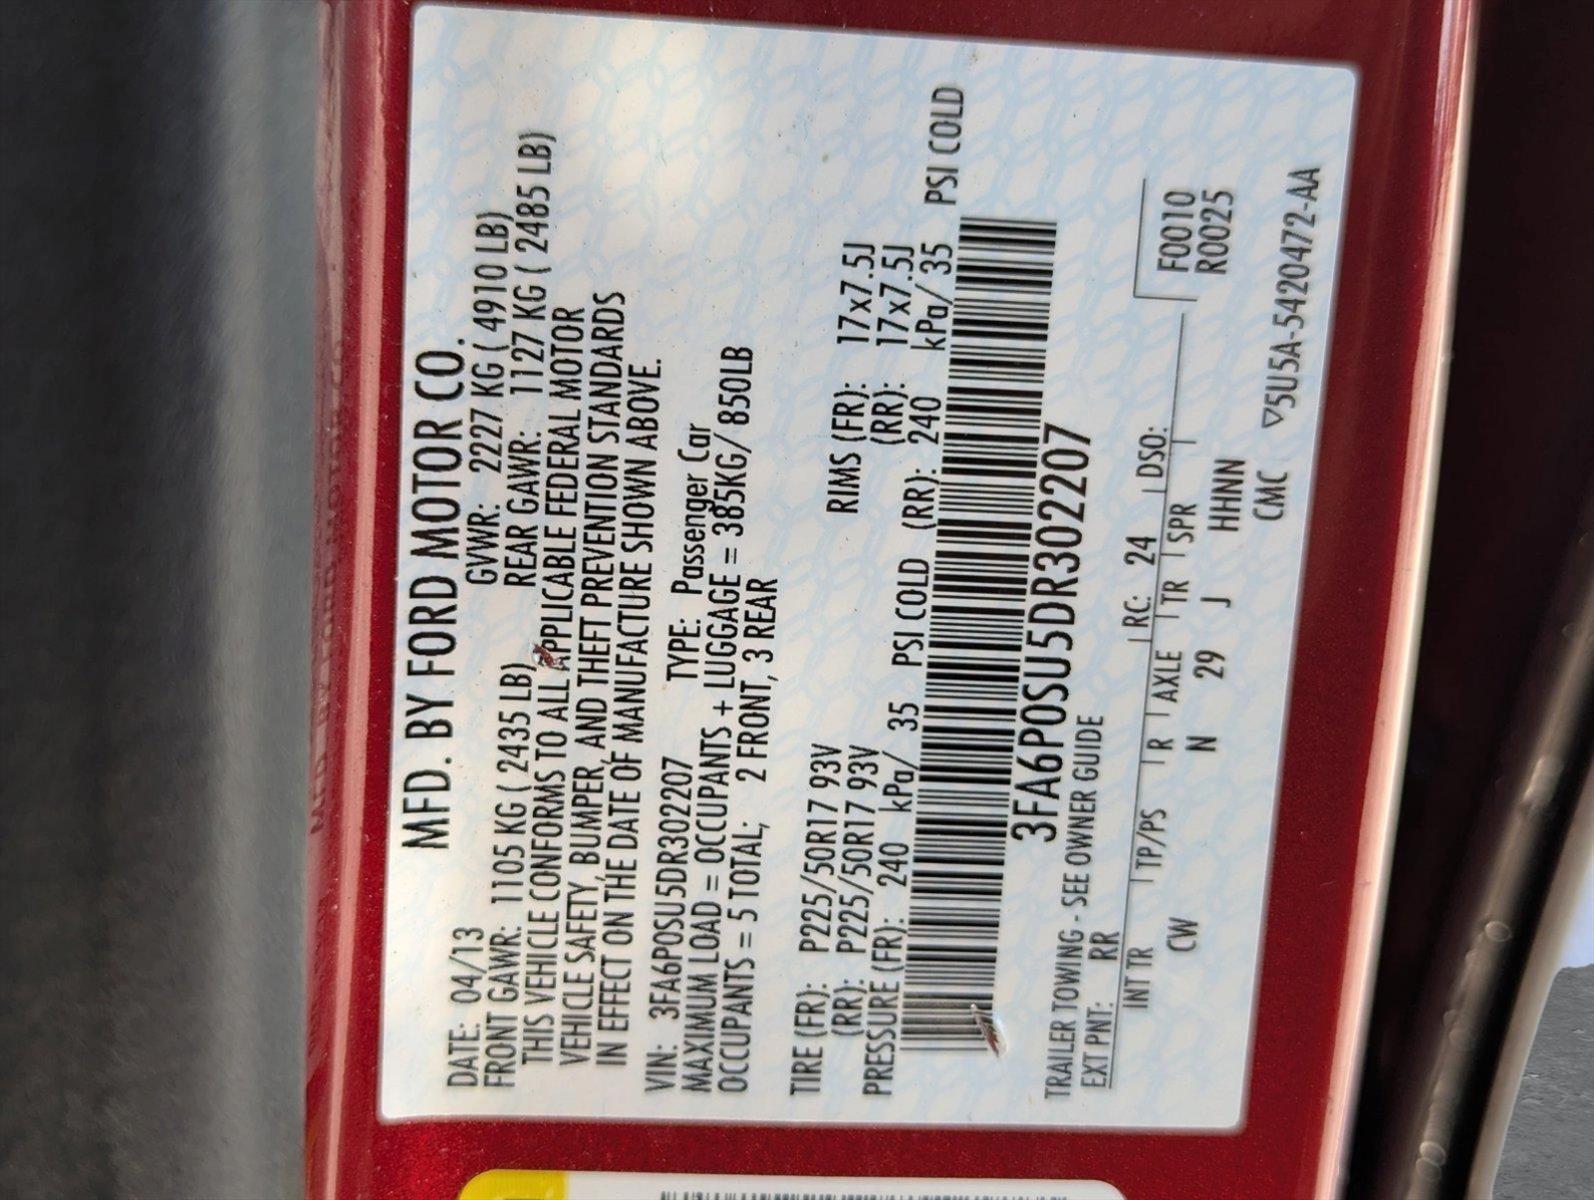 MFD. BY FORD MOTOR CO.
DATE: 04/13 GVWR: 2227 KG ( 4910 LB)
FRONT GAWR: 1105 KG ( 2435 LB) REAR GAWR: 1127 KG ( 2485 LB)
THIS VEHICLE CONFORMS TO ALL APPLICABLE FEDERAL MOTOR
VEHICLE SAFETY, BUMPER, AND THEFT PREVENTION STANDARDS
IN EFFECT ON THE DATE OF MANUFACTURE SHOWN ABOVE.
VIN: 3FA6P0SU5DR302207 TYPE: Passenger Car
MAXIMUM LOAD = OCCUPANTS + LUGGAGE = 385KG/ 850LB
OCCUPANTS = 5 TOTAL; 2 FRONT, 3 REAR
TIRE (FR): P225/50R17 93V RIMS (FR): 17x7.5J
(RR): P225/50R17 93V (RR): 17x7.5J
PRESSURE (FR): 240 kPa/ 35 PSI COLD (RR): 240 kPa/ 35 PSI COLD
3FA6P0SU5DR302207
TRAILER TOWING - SEE OWNER GUIDE
EXT PNT: RR RC: 24 DSO: F0010
R0025
INT TR TP/PS R AXLE TR SPR
CW N 29 J HHNN
CMC ▽5U5A-5420472-AA